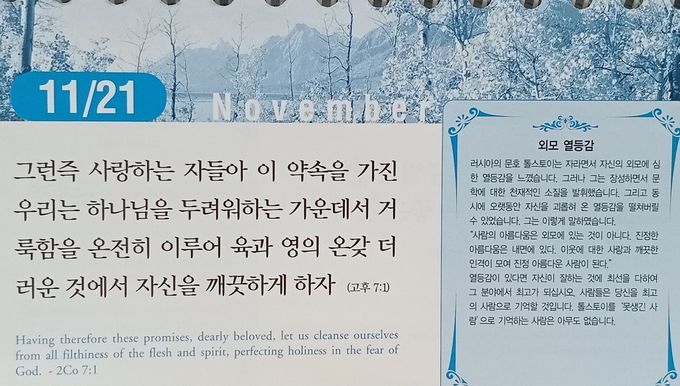 11/21
November
그런즉 사랑하는 자들아 이 약속을 가진
우리는 하나님을 두려워하는 가운데서 거
룩함을 온전히 이루어 육과 영의 온갖 더
러운 것에서 자신을 깨끗하게 하자 (고후 7:1)
Having therefore these promises, dearly beloved, let us cleanse ourselves
from all filthiness of the flesh and spirit, perfecting holiness in the fear of
God. - 2Co 7:1
외모 열등감
러시아의 문호 톨스토이는 자라면서 자신의 외모에 심
한 열등감을 느꼈습니다. 그러나 그는 장성하면서 문
학에 대한 천재적인 소질을 발휘했습니다. 그리고 동
시에 오랫동안 자신을 괴롭혀 온 열등감을 떨쳐버릴
수 있었습니다. 그는 이렇게 말하였습니다.
"사람의 아름다움은 외모에 있는 것이 아니다. 진정한
아름다움은 내면에 있다. 이웃에 대한 사랑과 깨끗한
인격이 모여 진정 아름다운 사람이 된다."
열등감이 있다면 자신이 잘하는 것에 최선을 다하여
그 분야에서 최고가 되십시오. 사람들은 당신을 최고
의 사람으로 기억할 것입니다. 톨스토이를 '못생긴 사
람'으로 기억하는 사람은 아무도 없습니다.